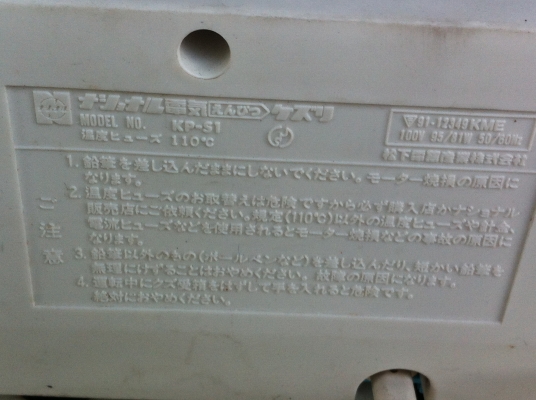 ナショナル電気えんぴつケズリ
MODEL NO. KP-S1
温度ヒューズ 110℃
100V 50/60Hz
松下電器産業株式会社
ご注意
1. 鉛筆を差し込んだままにしないでください。モーター焼損の原因に
なります。
2. 温度ヒューズのお取替えは危険ですから必ず購入店かナショナル
販売店にご依頼ください。規定(110℃)以外の温度ヒューズや針金、
電流ヒューズなどを使用されるとモーター焼損などの事故の原因に
なります。
3. 鉛筆以外のもの(ボールペンなど)を差し込んだり、短かい鉛筆を
無理にけずることはおやめください。故障の原因になります。
4. 運転中にクズ受箱をはずして手を入れると危険です。
絶対におやめください。